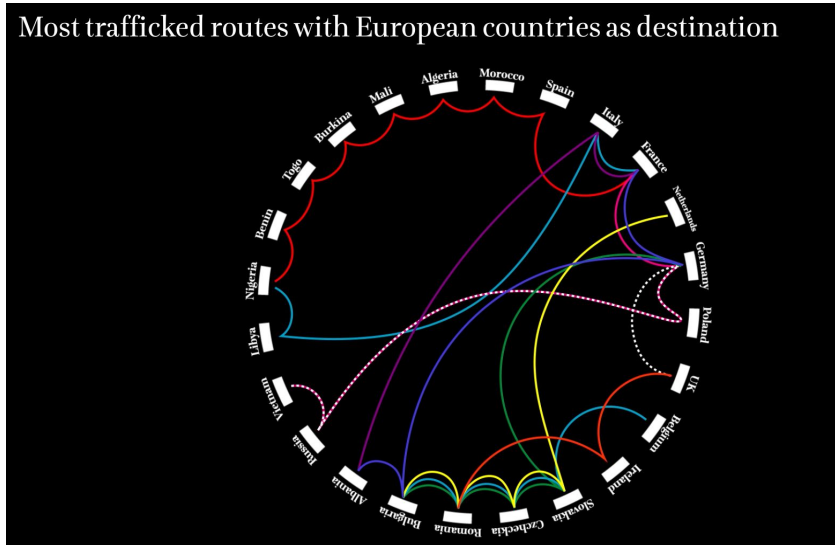 Most trafficked routes with European countries as destination
Algeria
Morocco
Spain
Italy
France
Netherlands
Germany
Poland
UK
Belgium
Ireland
Slovakia
Czcheckia
Romania
Bulgaria
Albania
Russia
Vietnam
Libya
Nigeria
Benin
Togo
Burkina
Mali